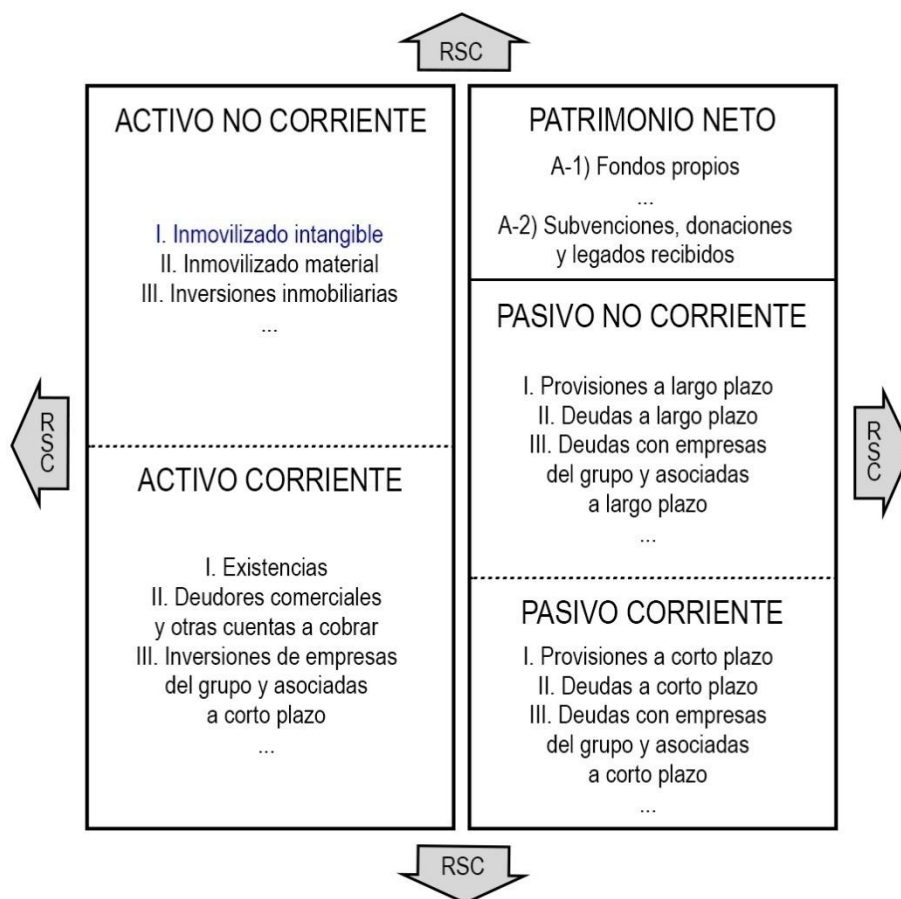 RSC
ACTIVO NO CORRIENTE
I. Inmovilizado intangible
II. Inmovilizado material
III. Inversiones inmobiliarias
...
ACTIVO CORRIENTE
I. Existencias
II. Deudores comerciales
y otras cuentas a cobrar
III. Inversiones de empresas
del grupo y asociadas
a corto plazo
...
PATRIMONIO NETO
A-1) Fondos propios
...
A-2) Subvenciones, donaciones
y legados recibidos
PASIVO NO CORRIENTE
I. Provisiones a largo plazo
II. Deudas a largo plazo
III. Deudas con empresas
del grupo y asociadas
a largo plazo
...
PASIVO CORRIENTE
I. Provisiones a corto plazo
II. Deudas a corto plazo
III. Deudas con empresas
del grupo y asociadas
a corto plazo
...
RSC
RSC
RSC